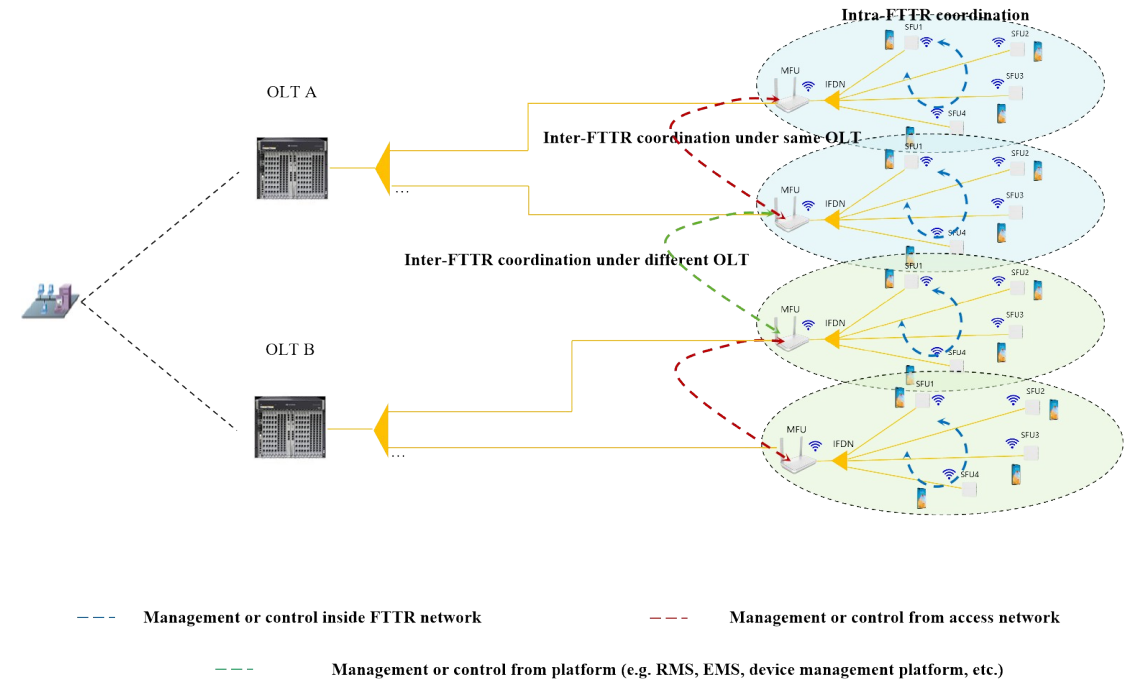 Intra-FTTR coordination
SFU1
SFU2
MFU
SFU3
OLT A
IFDN
SFU4
Inter-FTTR coordination under same OLT
SFU1
SFU2
MFU
...
IFDN
SFU3
SFU4
Inter-FTTR coordination under different OLT
SFU1
SFU2
MFU
IFDN
SFU3
OLT B
SFU4
SFU1
SFU2
MFU
SFU3
IFDN
...
SFU4
Management or control inside FTTR network
Management or control from access network
Management or control from platform (e.g. RMS, EMS, device management platform, etc.)